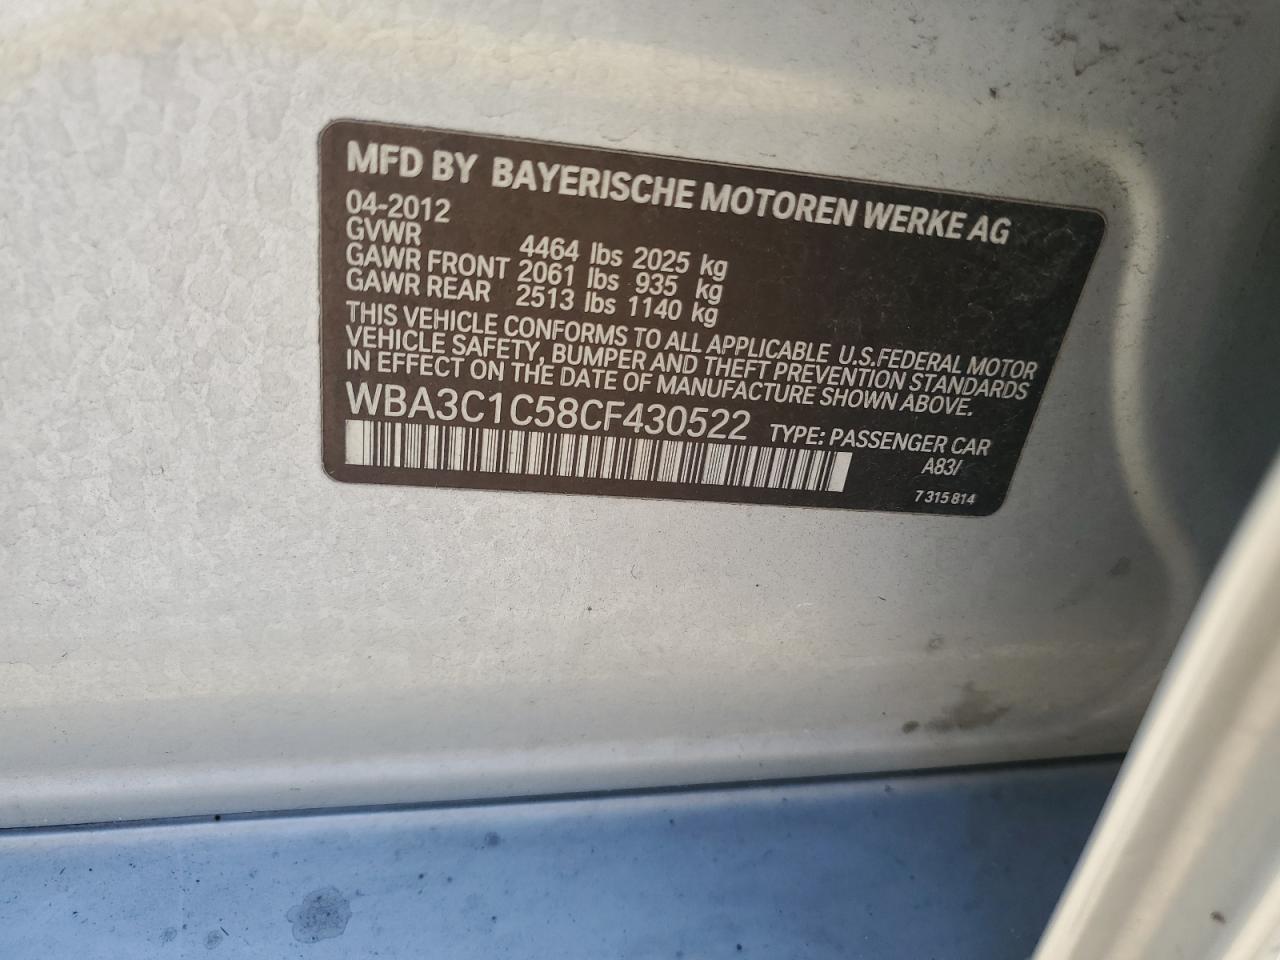 MFD BY BAYERISCHE MOTOREN WERKE AG
04-2012
GVWR 4464 lbs 2025 kg
GAWR FRONT 2061 lbs 935 kg
GAWR REAR 2513 lbs 1140 kg
THIS VEHICLE CONFORMS TO ALL APPLICABLE U.S.FEDERAL MOTOR
VEHICLE SAFETY, BUMPER AND THEFT PREVENTION STANDARDS
IN EFFECT ON THE DATE OF MANUFACTURE SHOWN ABOVE.
WBA3C1C58CF430522 TYPE: PASSENGER CAR
A83/
7 315 814